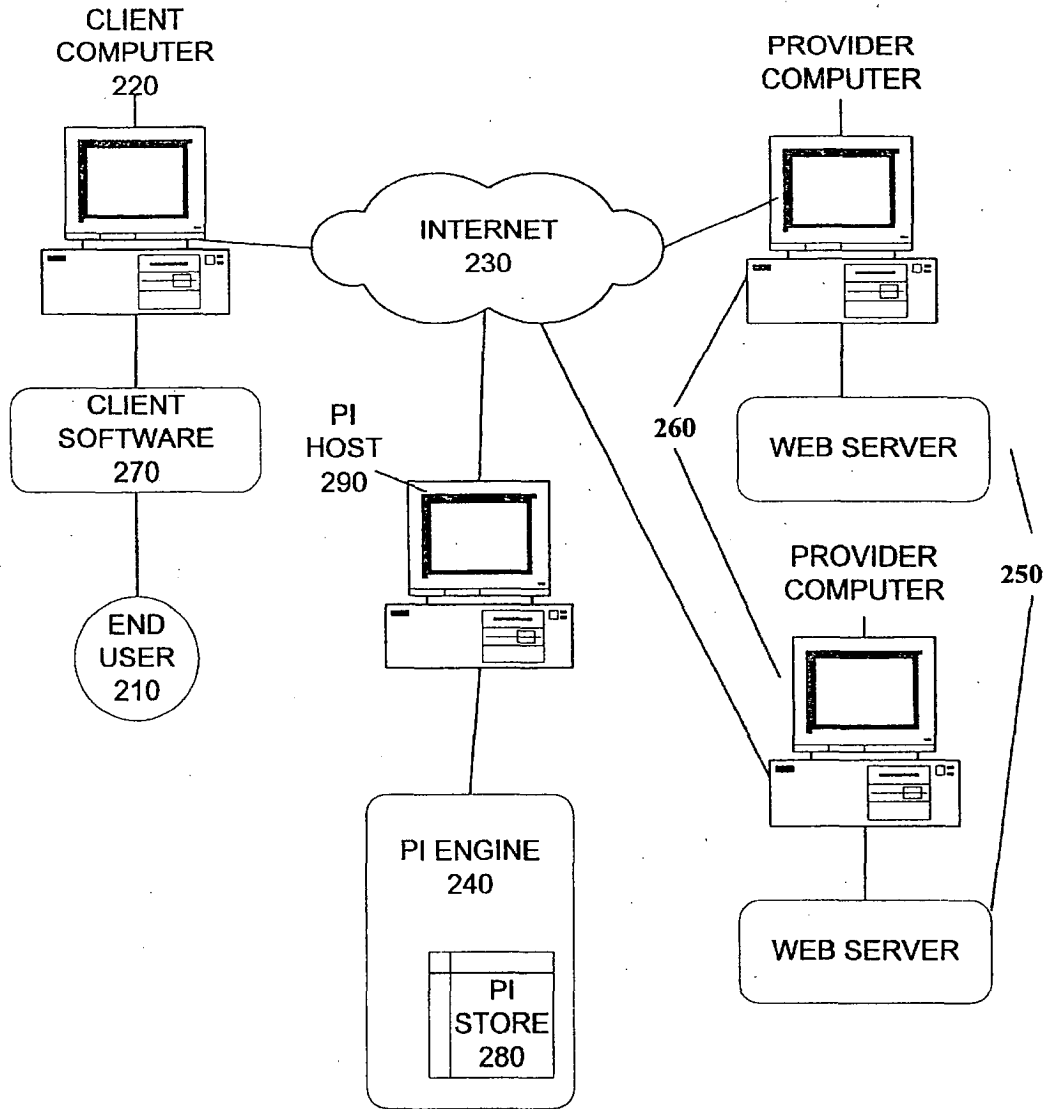 CLIENT
COMPUTER
220
PROVIDER
COMPUTER
INTERNET
230
CLIENT
SOFTWARE
270
PI
HOST
290
260
WEB SERVER
PROVIDER
COMPUTER
250
END
USER
210
PI ENGINE
240
WEB SERVER
PI
STORE
280